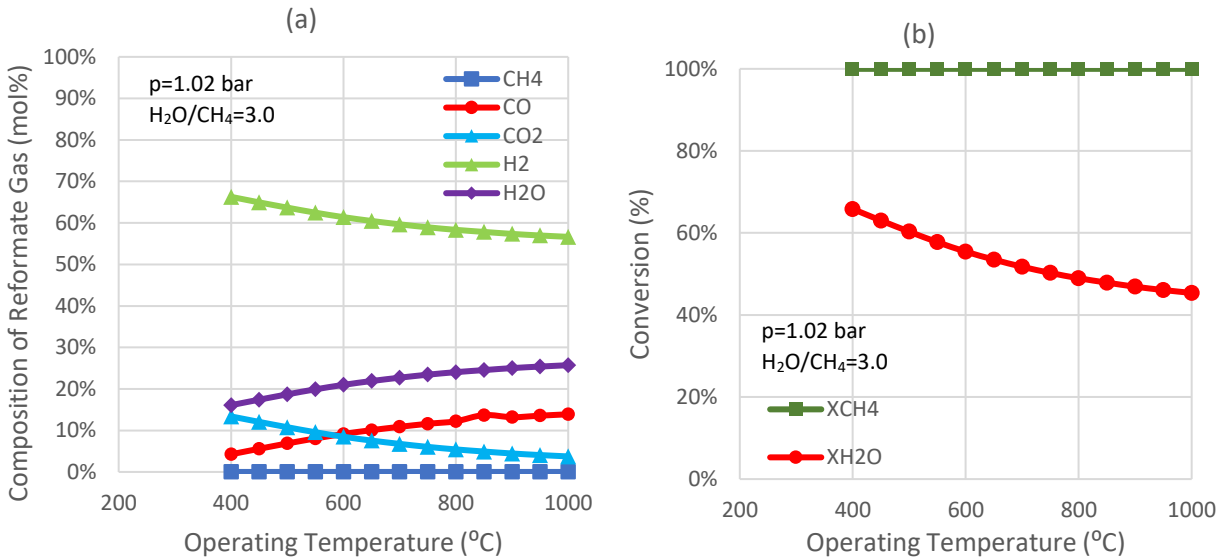 (a)
Composition of Reformate Gas (mol%)
100%
90%
80%
70%
60%
50%
40%
30%
20%
10%
0%
p=1.02 bar
H₂O/CH₄=3.0
CH4
CO
CO2
H2
H2O
200
400
600
800
1000
Operating Temperature (⁰C)
(b)
Conversion (%)
100%
80%
60%
40%
20%
0%
p=1.02 bar
H₂O/CH₄=3.0
XCH4
XH2O
200
400
600
800
1000
Operating Temperature (⁰C)